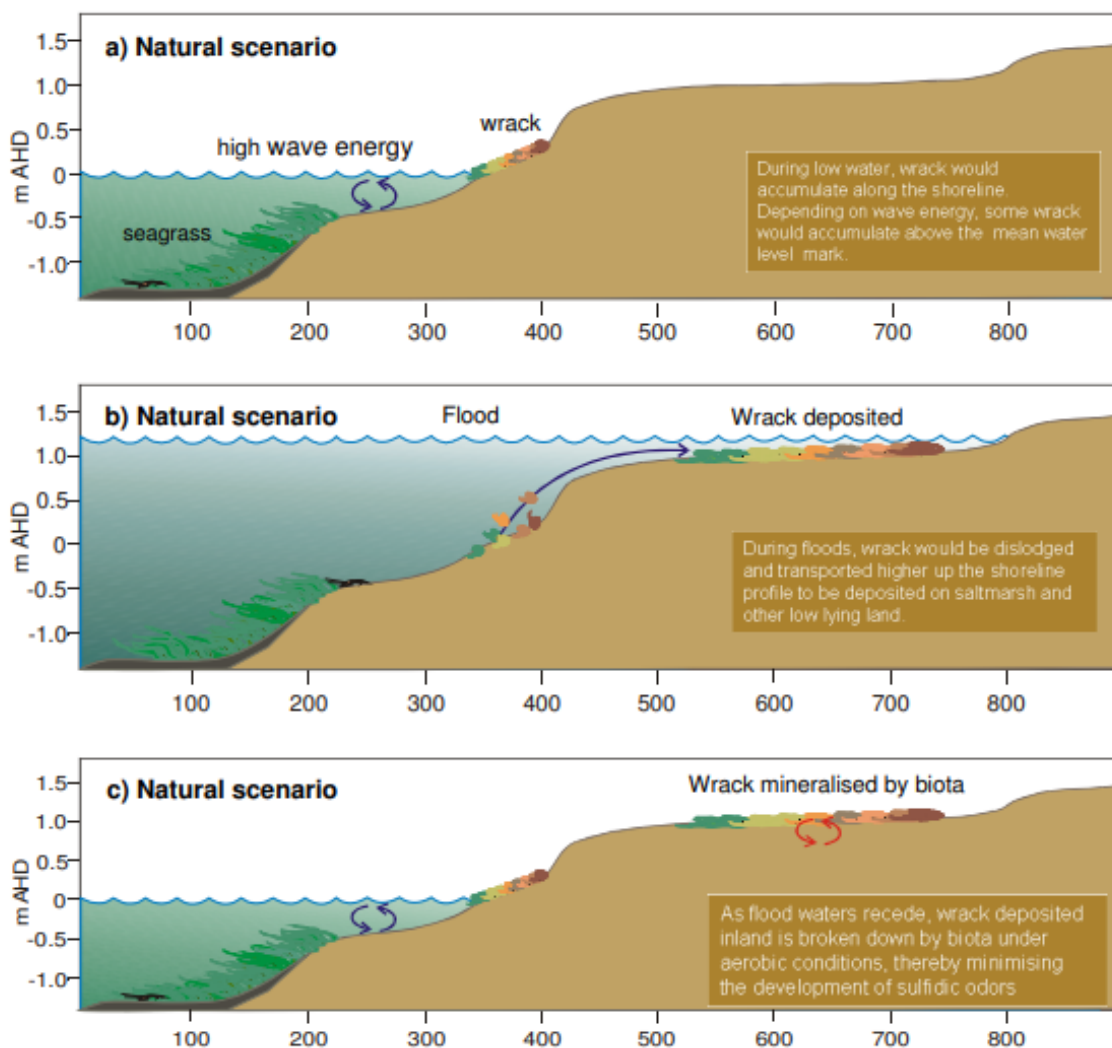 a) Natural scenario
1.5
1.0
0.5
0
-0.5
-1.0
m AHD
wrack
high wave energy
seagrass
During low water, wrack would
accumulate along the shoreline.
Depending on wave energy, some wrack
would accumulate above the mean water
level mark.
100 200 300 400 500 600 700 800
b) Natural scenario
Flood
Wrack deposited
1.5
1.0
0.5
0
-0.5
-1.0
m AHD
During floods, wrack would be dislodged
and transported higher up the shoreline
profile to be deposited on saltmarsh and
other low lying land.
100 200 300 400 500 600 700 800
c) Natural scenario
Wrack mineralised by biota
1.5
1.0
0.5
0
-0.5
-1.0
m AHD
As flood waters recede, wrack deposited
inland is broken down by biota under
aerobic conditions, thereby minimising
the development of sulfidic odors
100 200 300 400 500 600 700 800